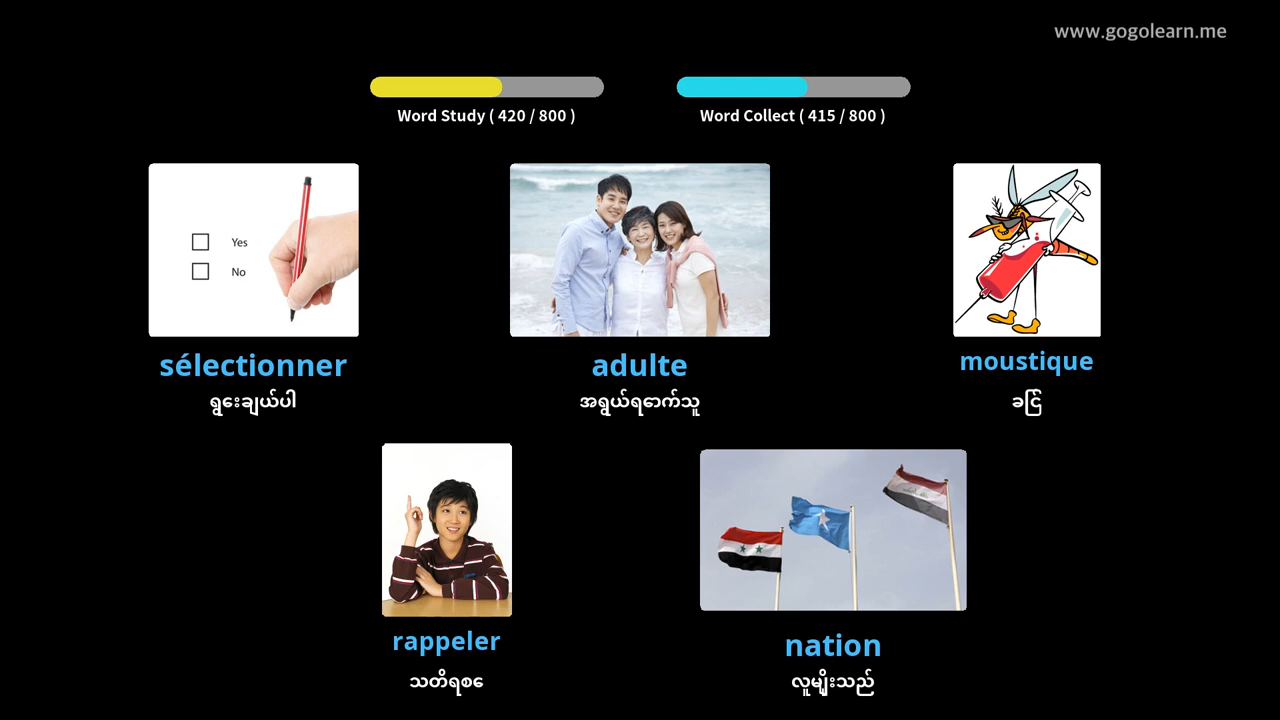 www.gogolearn.me
Word Study ( 420 / 800 )
Word Collect ( 415 / 800 )
Yes
No
sélectionner
adulte
moustique
ရွေးချယ်ပါ
အရွယ်ရောက်သူ
ခြင်
rappeler
nation
သတိရစေ
လူမျိုးသည်